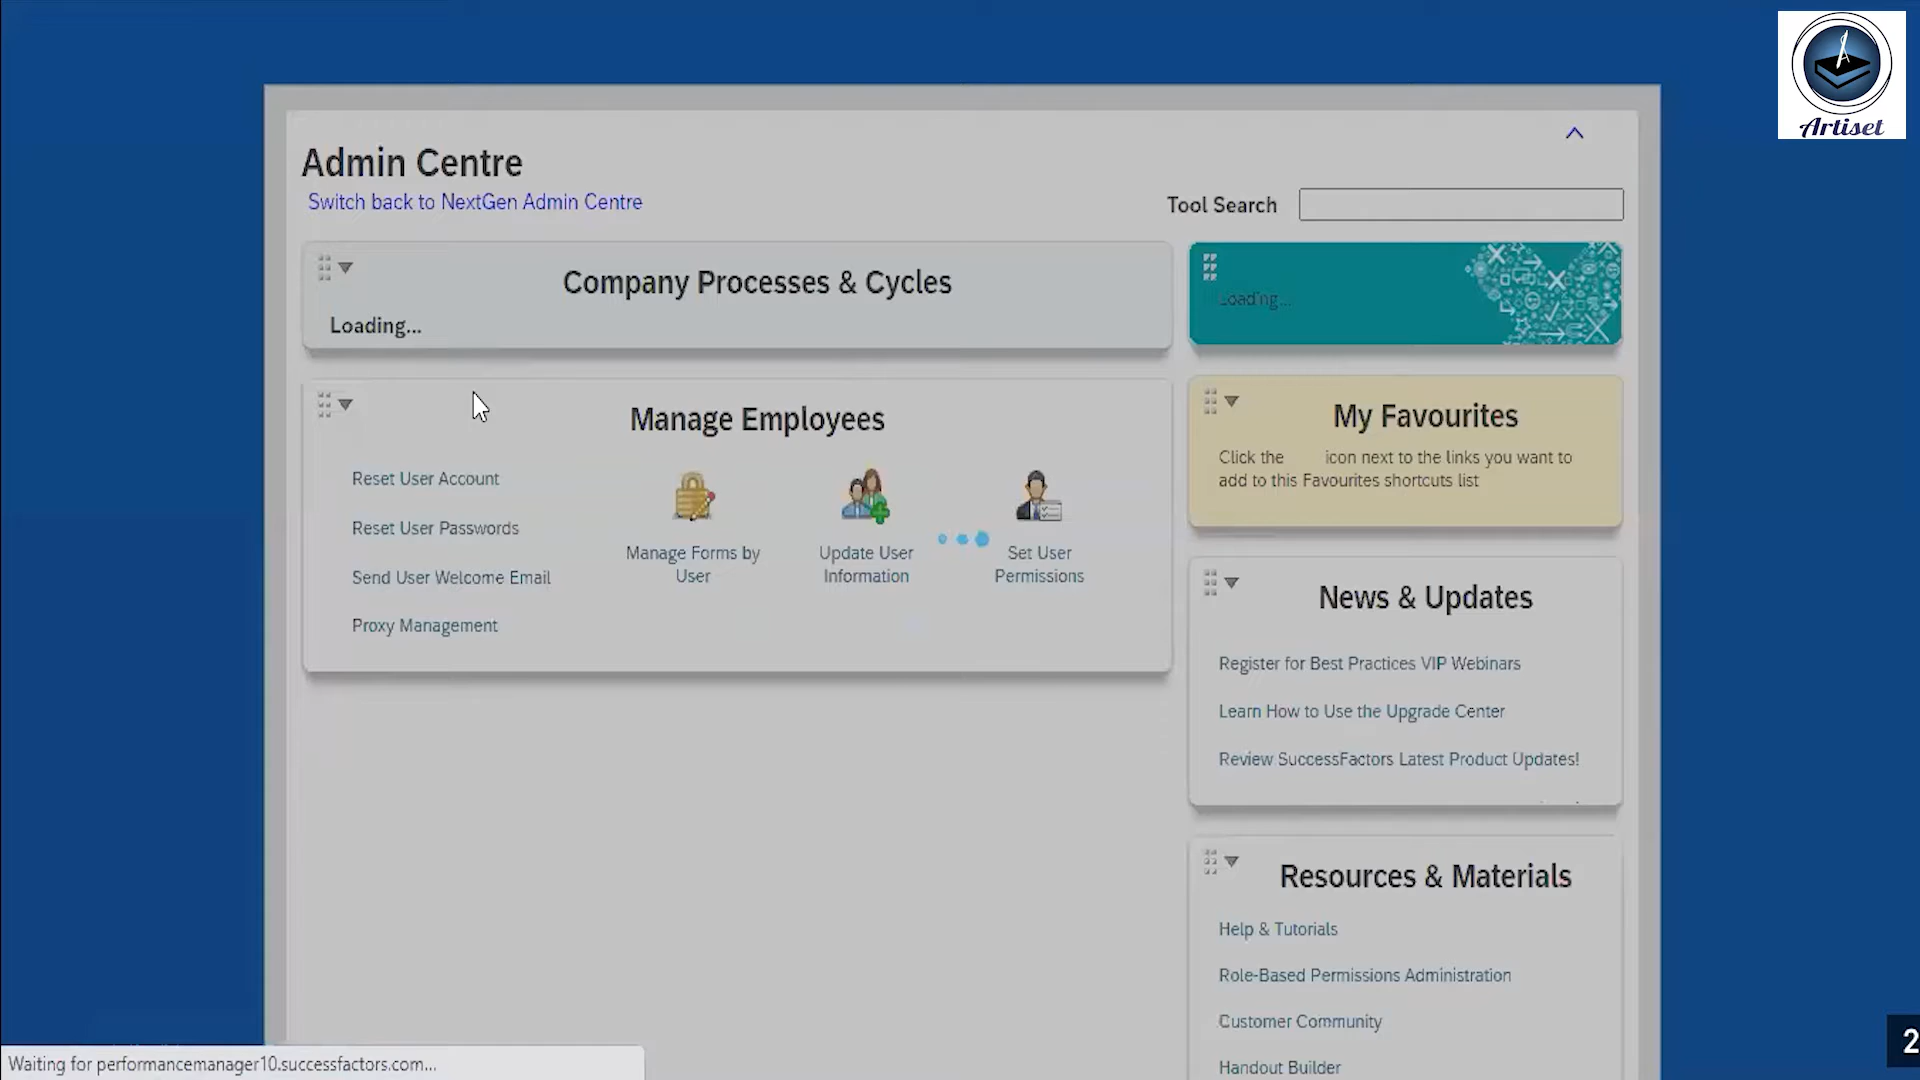 Artiset
Admin Centre
Switch back to NextGen Admin Centre
Tool Search
Company Processes & Cycles
Loading...
Loading...
Manage Employees
Reset User Account
Reset User Passwords
Send User Welcome Email
Proxy Management
Manage Forms by
User
Update User
Information
Set User
Permissions
My Favourites
Click the icon next to the links you want to
add to this Favourites shortcuts list
News & Updates
Register for Best Practices VIP Webinars
Learn How to Use the Upgrade Center
Review SuccessFactors Latest Product Updates!
Resources & Materials
Help & Tutorials
Role-Based Permissions Administration
Customer Community
Handout Builder
Waiting for performancemanager10.successfactors.com...
2